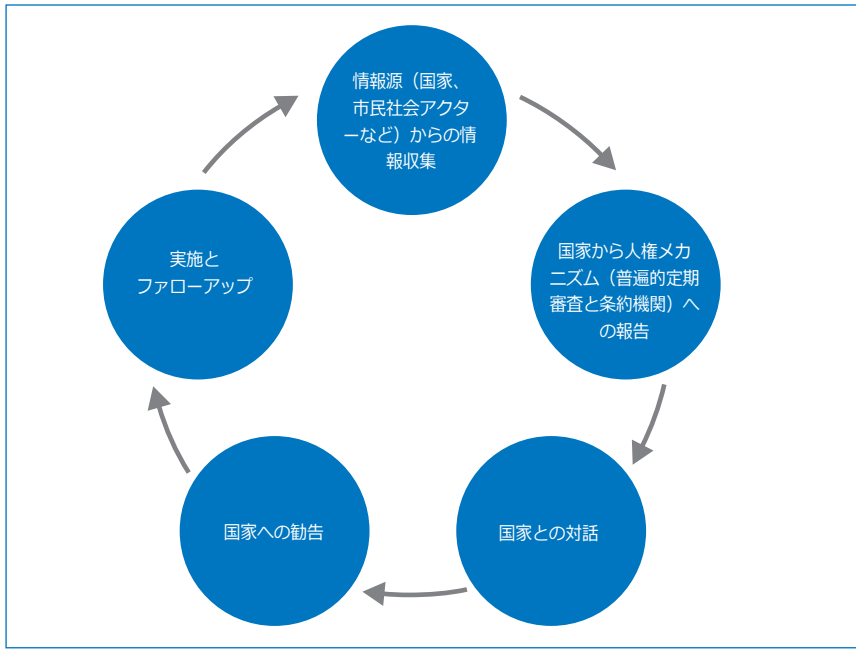 情報源（国家、
市民社会アクタ
ーなど）からの情
報収集
国家から人権メカ
ニズム（普遍的定期
審査と条約機関）へ
の報告
国家との対話
国家への勧告
実施と
ファローアップ